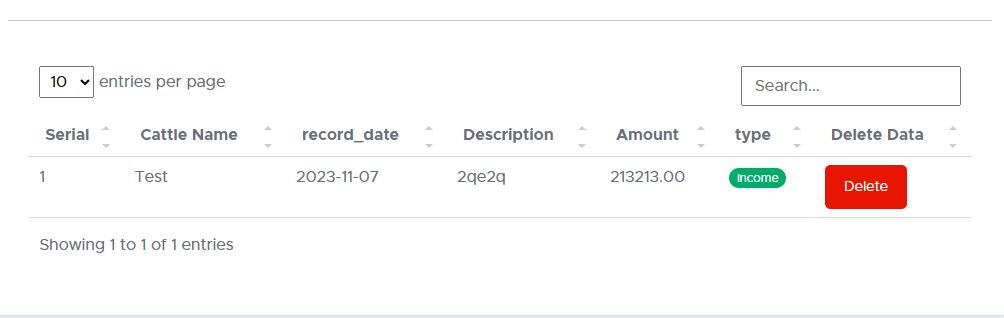 10 entries per page
Search...
Serial Cattle Name record_date Description Amount type Delete Data
1 Test 2023-11-07 2qe2q 213213.00 Income Delete
Showing 1 to 1 of 1 entries